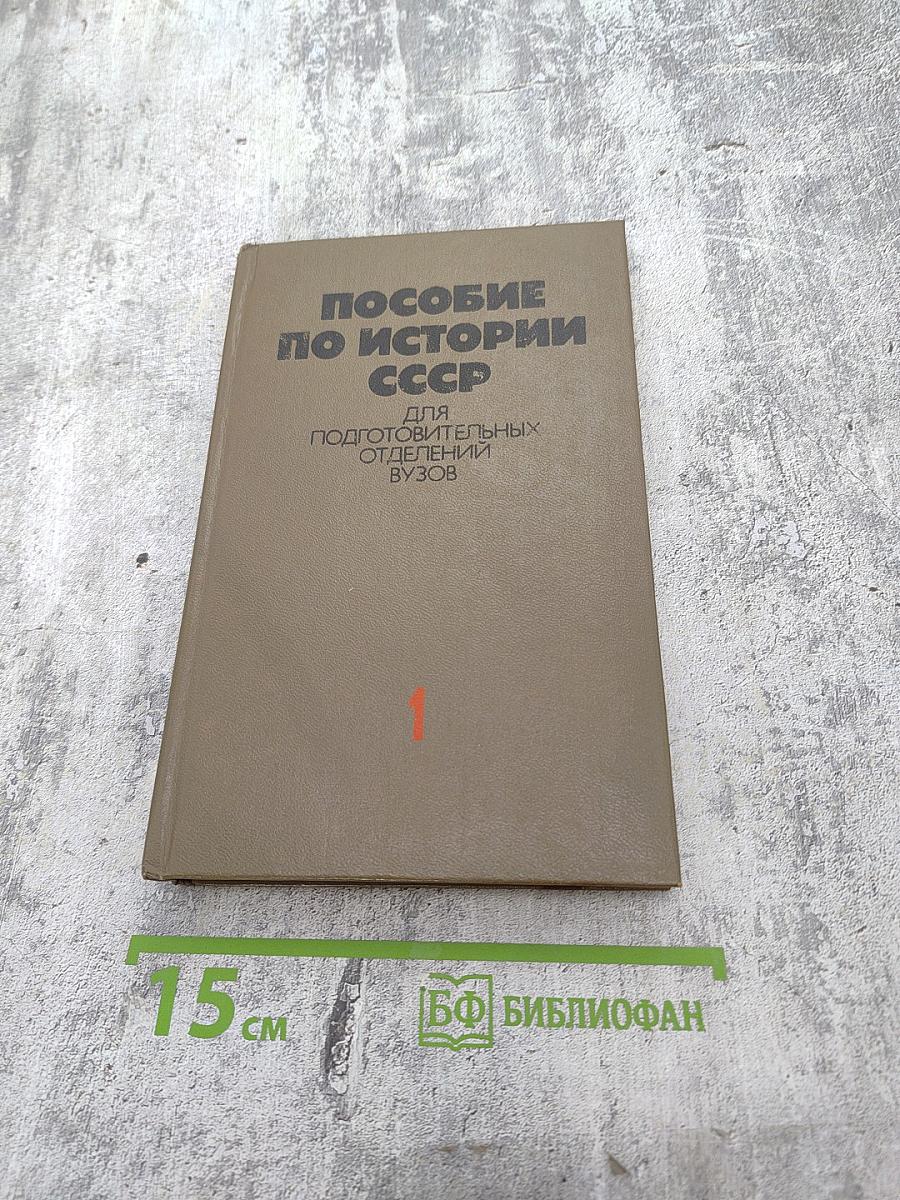 ПОСОБИЕ
ПО ИСТОРИИ
СССР
ДЛЯ
ПОДГОТОВИТЕЛЬНЫХ
ОТДЕЛЕНИЙ
ВУЗОВ
1
15 см
БФ БИБЛИОФАН